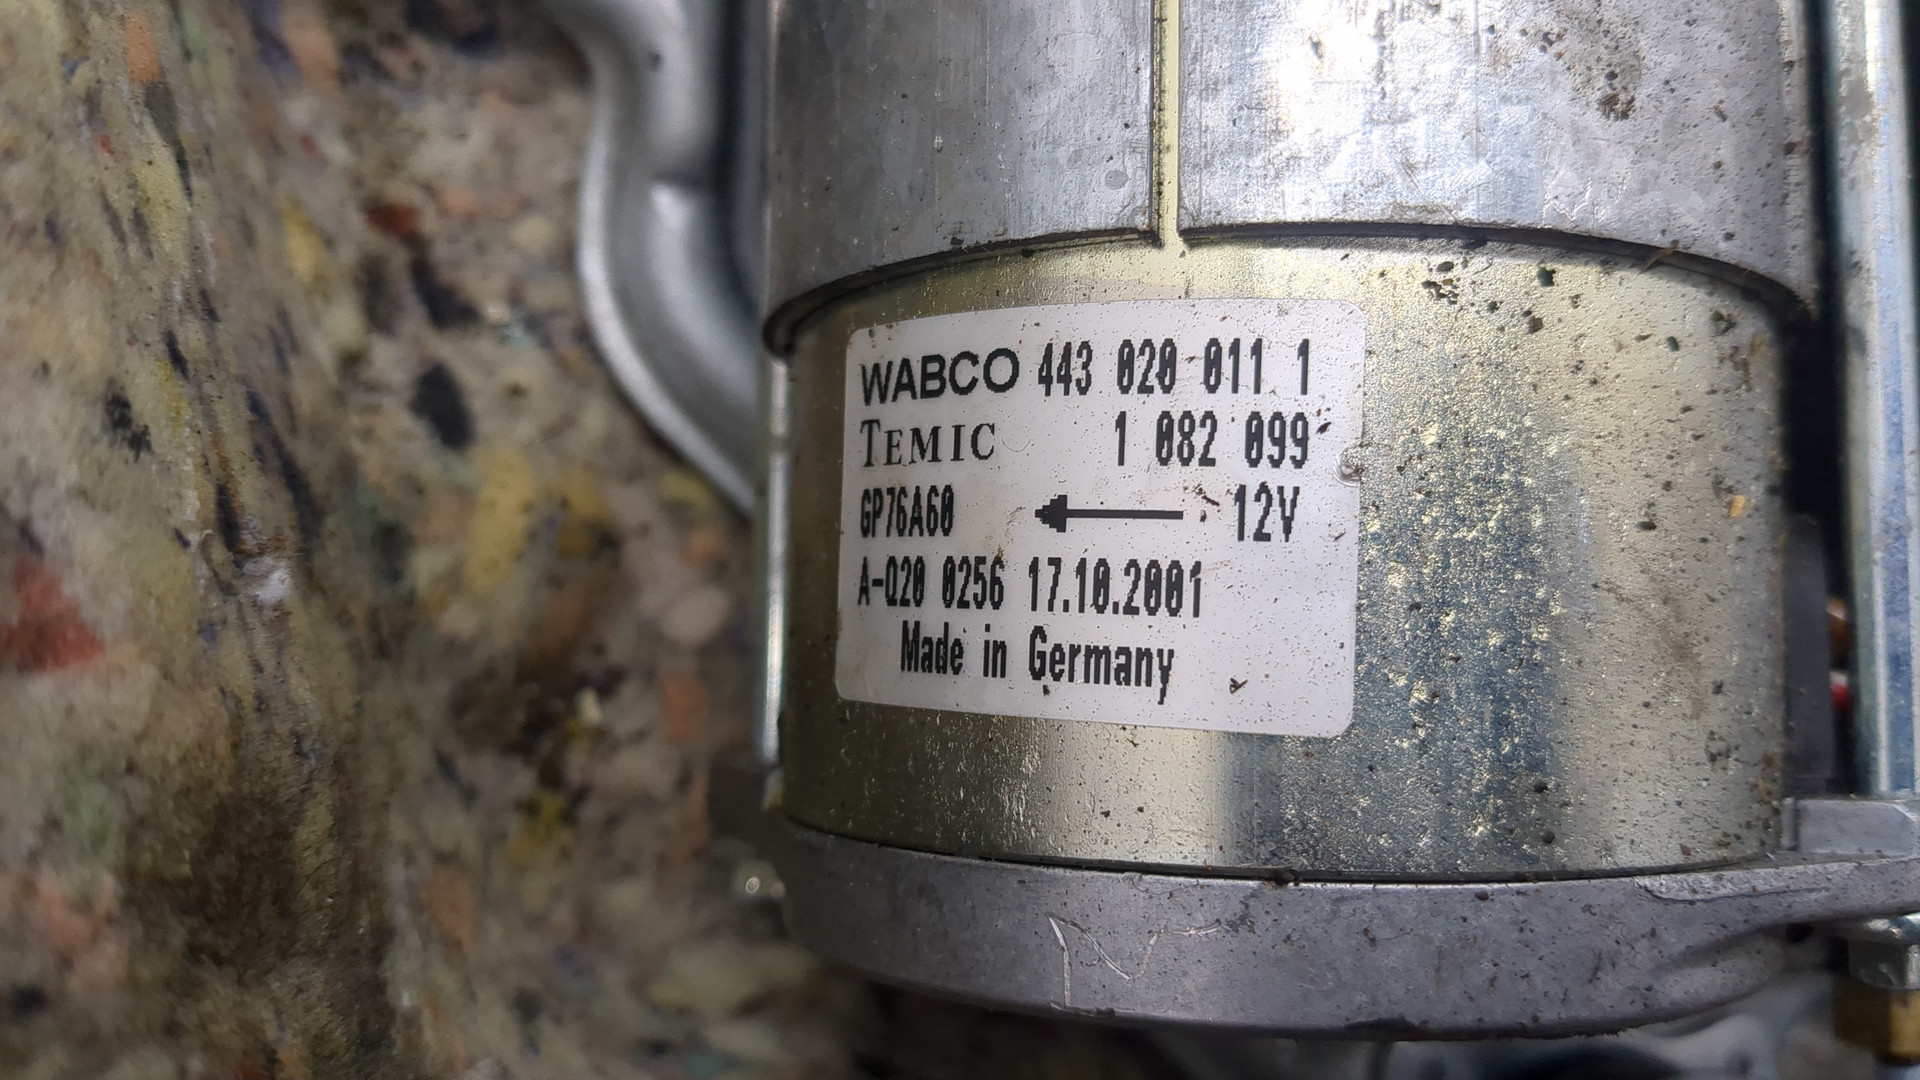 WABCO 443 020 011 1
TEMIC 1 082 099
GP76A60 12V
A-Q20 0256 17.10.2001
Made in Germany